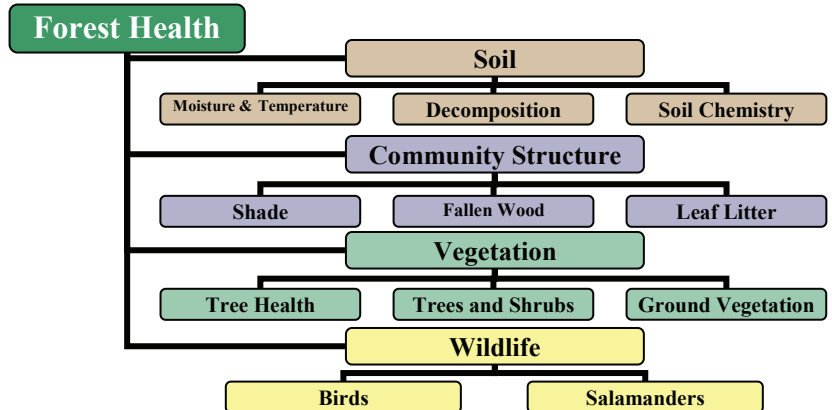 Forest Health
Soil
Moisture & Temperature
Decomposition
Soil Chemistry
Community Structure
Shade
Fallen Wood
Leaf Litter
Vegetation
Tree Health
Trees and Shrubs
Ground Vegetation
Wildlife
Birds
Salamanders